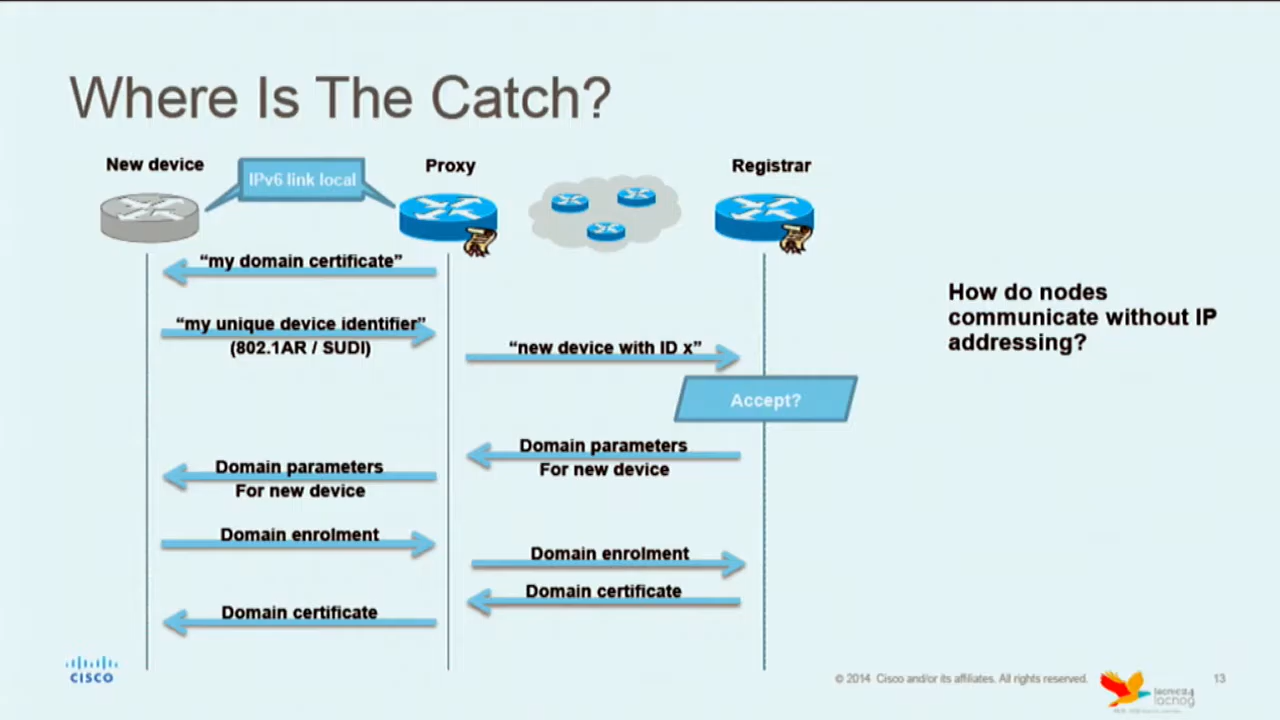 Where Is The Catch?
New device
IPv6 link local
Proxy
Registrar
“my domain certificate”
“my unique device identifier”
(802.1AR / SUDI)
“new device with ID x”
How do nodes
communicate without IP
addressing?
Accept?
Domain parameters
For new device
Domain parameters
For new device
Domain enrolment
Domain enrolment
Domain certificate
Domain certificate
CISCO
© 2014 Cisco and/or its affiliates. All rights reserved.
lacnog
13